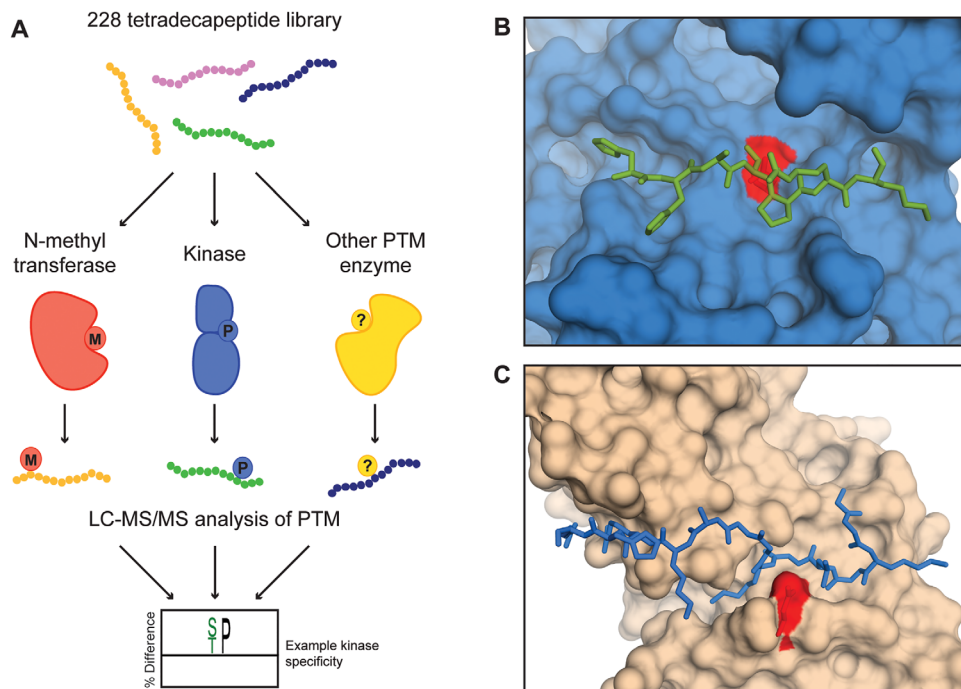 A
228 tetradecapeptide library
N-methyl
transferase
Kinase
Other PTM
enzyme
M
P
?
M
P
?
LC-MS/MS analysis of PTM
% Difference
S
T
P
Example kinase
specificity
B
C